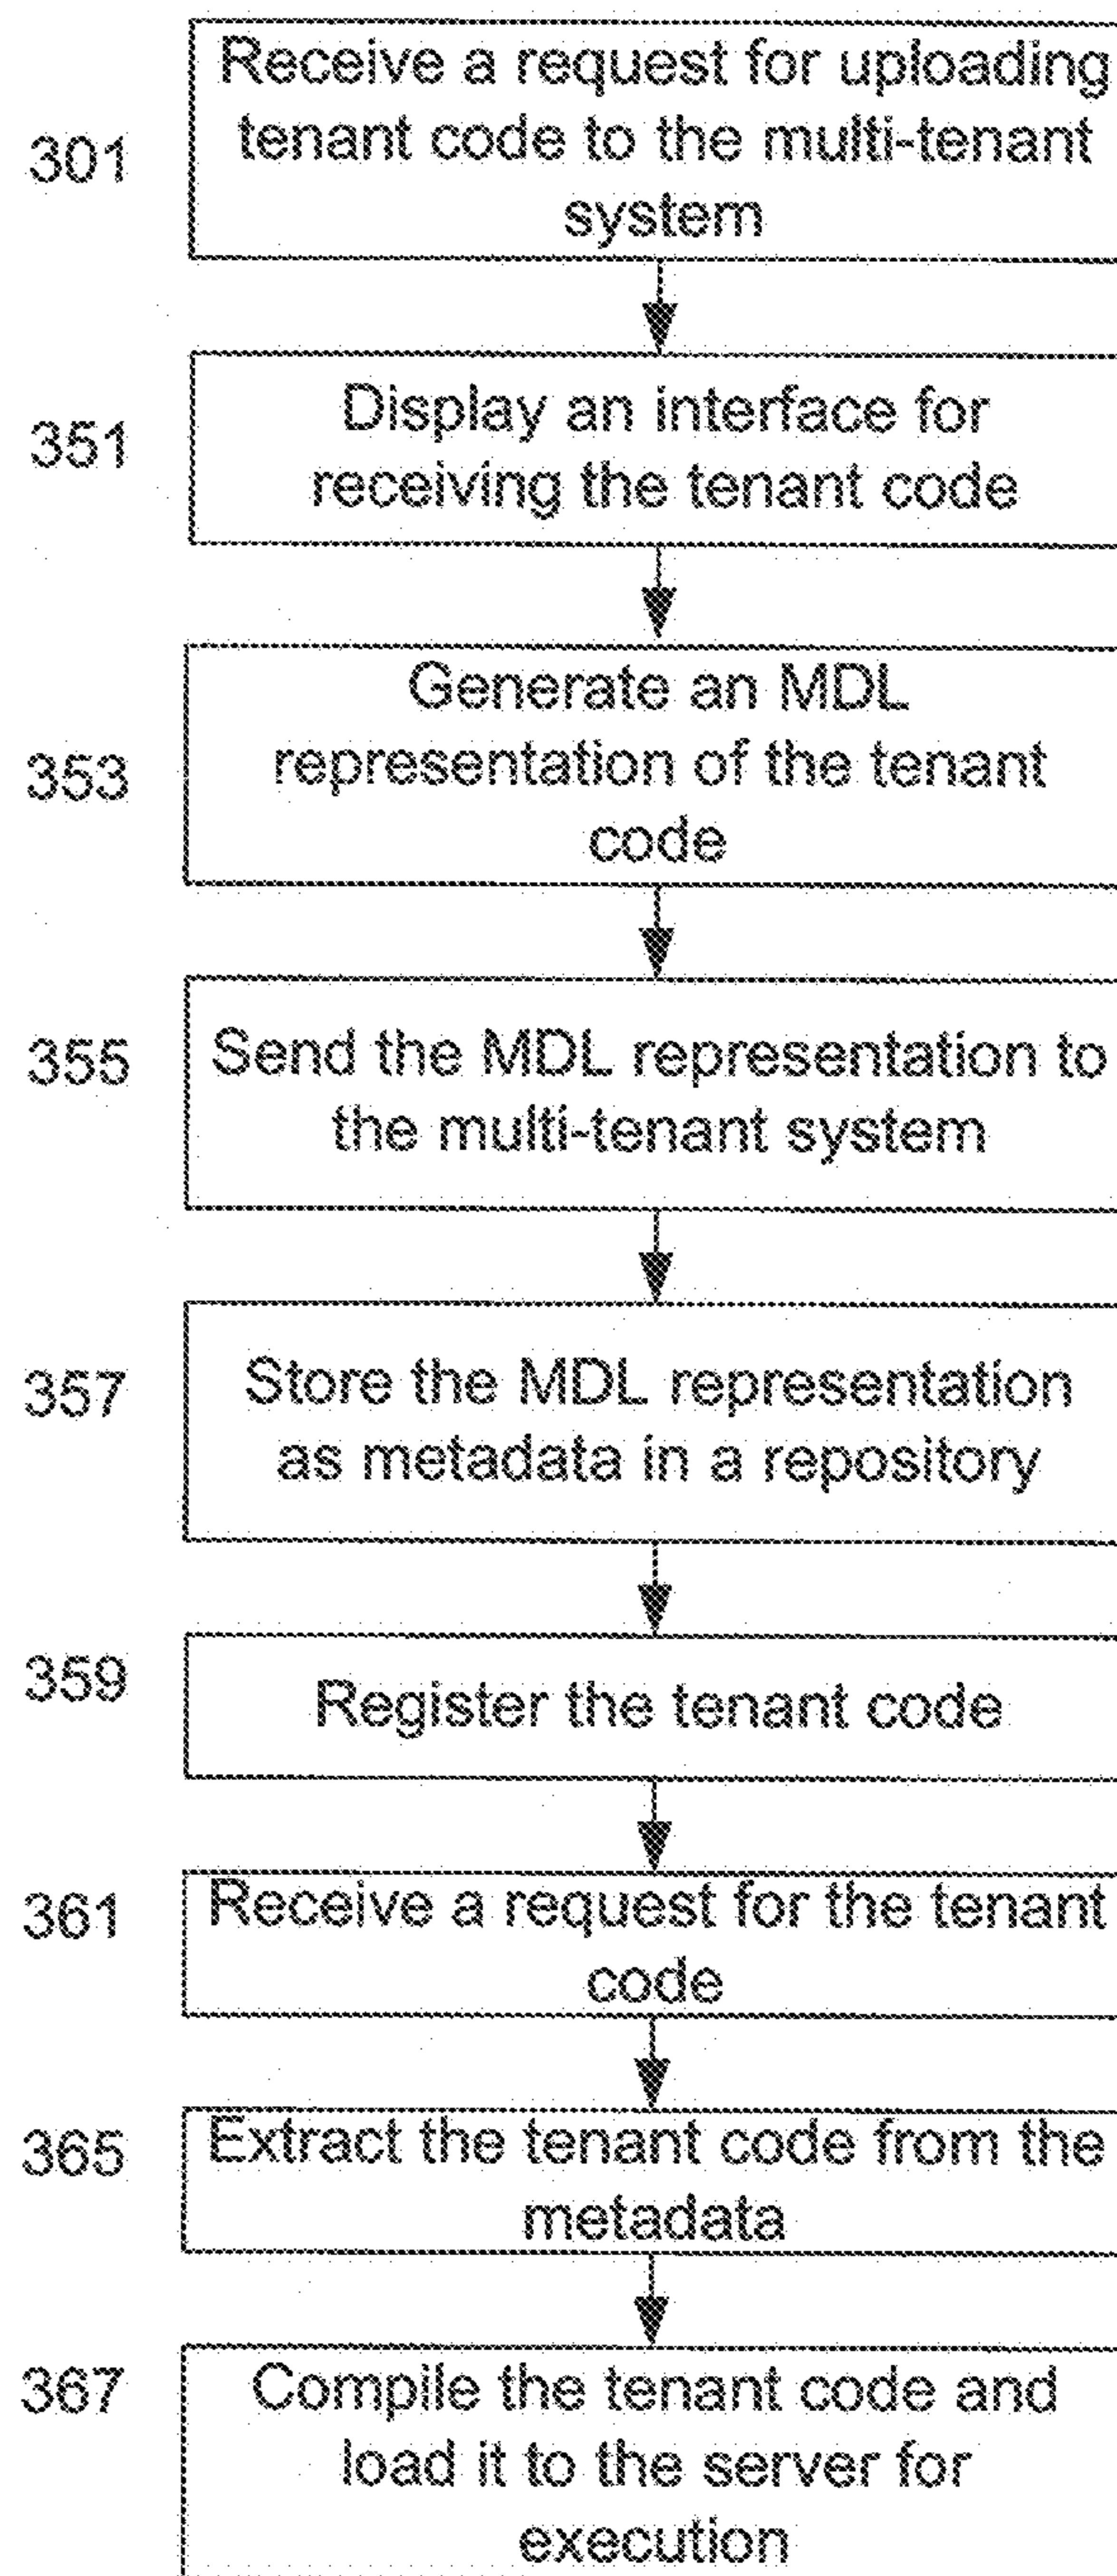 Receive a request for uploading
301
tenant code to the multi-tenant
system
Display an interface for
351
receiving the tenant code
Generate an MDL
353
representation of the tenant
code
355
Send the MDL representation to
the multi-tenant system
357
Store the MDL representation
as metadata in a repository
359
Register the tenant code
361
Receive a request for the tenant
code
365
Extract the tenant code from the
metadata
367
Compile the tenant code and
load it to the server for
execution